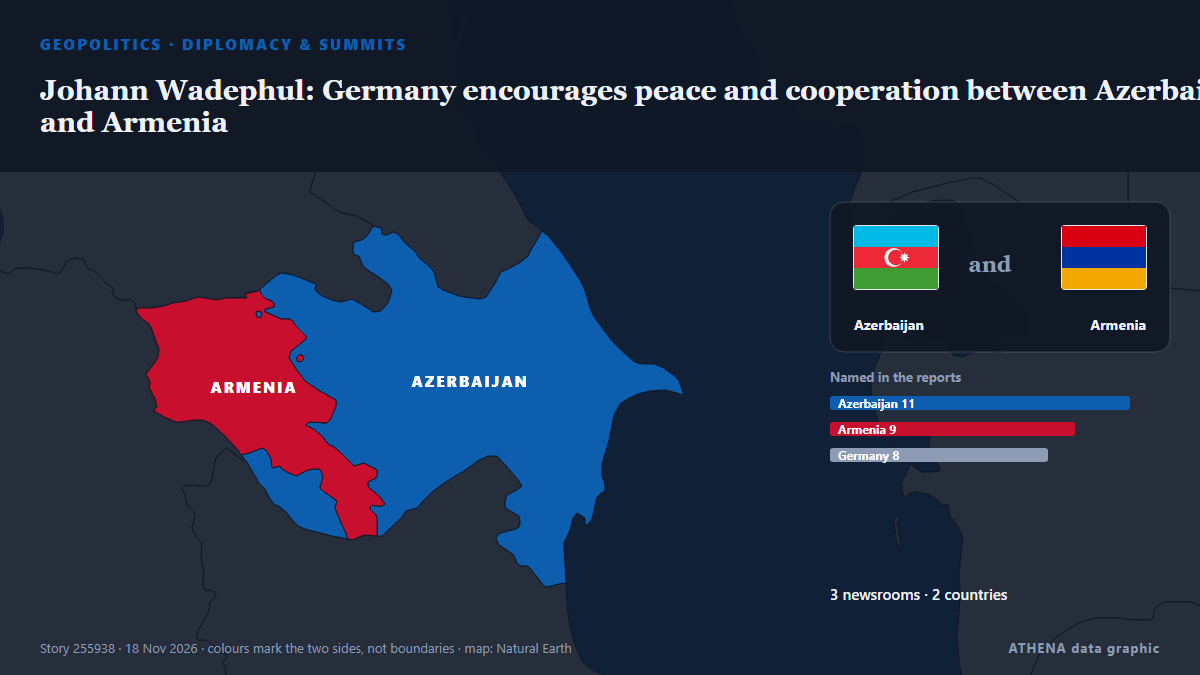 GEOPOLITICS · DIPLOMACY & SUMMITS
Johann Wadephul: Germany encourages peace and cooperation between Azerbai
and Armenia
and
Azerbaijan
Armenia
ARMENIA
AZERBAIJAN
Named in the reports
Azerbaijan 11
Armenia 9
Germany 8
3 newsrooms · 2 countries
Story 255938 · 18 Nov 2026 · colours mark the two sides, not boundaries · map: Natural Earth
ATHENA data graphic